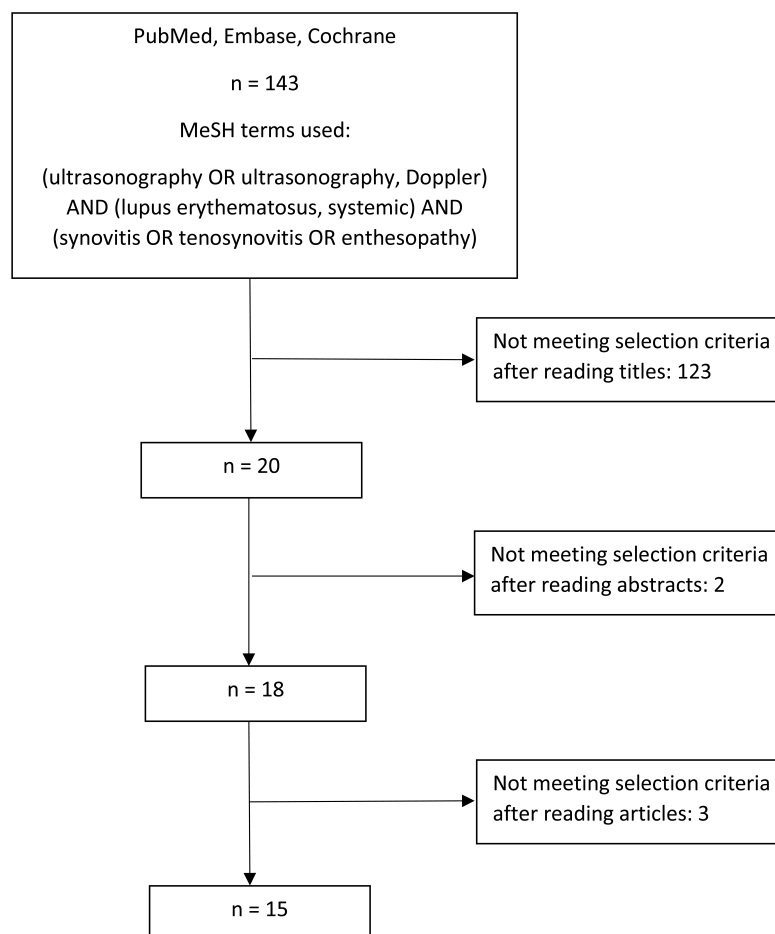 PubMed, Embase, Cochrane
n = 143
MeSH terms used:
(ultrasonography OR ultrasonography, Doppler)
AND (lupus erythematosus, systemic) AND
(synovitis OR tenosynovitis OR enthesopathy)
Not meeting selection criteria
after reading titles: 123
n = 20
Not meeting selection criteria
after reading abstracts: 2
n = 18
Not meeting selection criteria
after reading articles: 3
n = 15